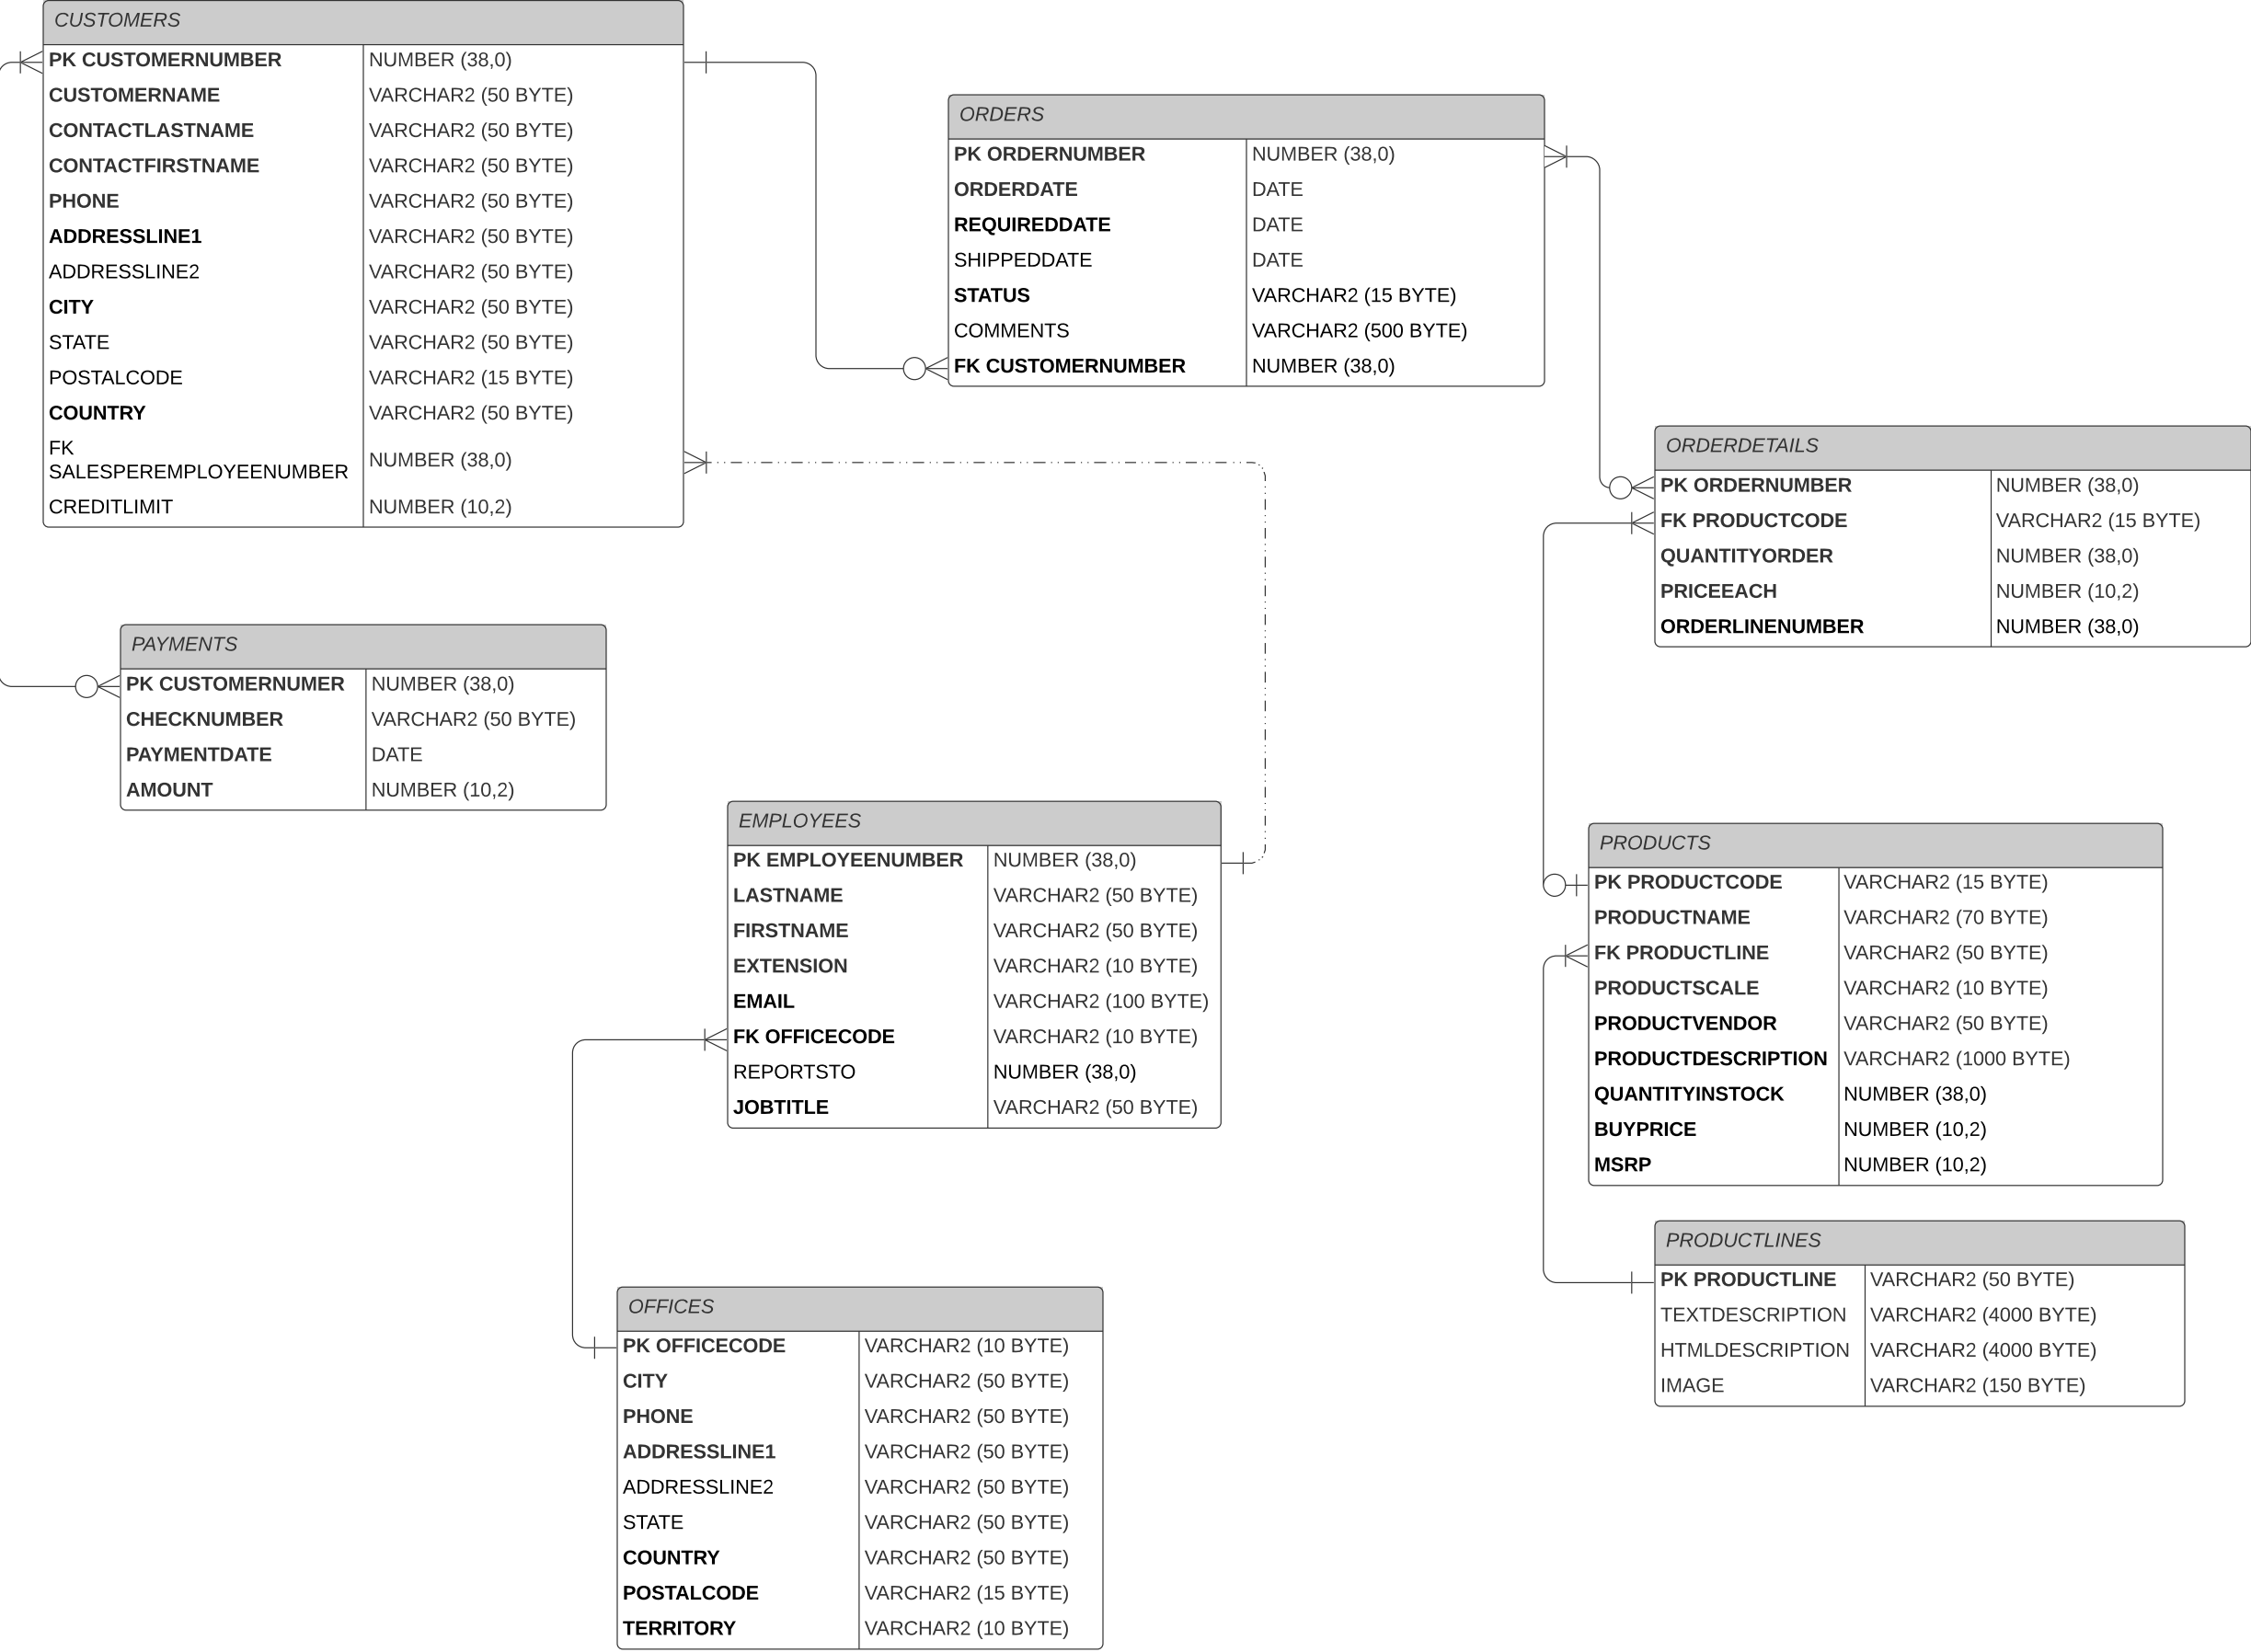 CUSTOMERS
PK CUSTOMERNUMBER NUMBER (38,0)
CUSTOMERNAME VARCHAR2 (50 BYTE)
CONTACTLASTNAME VARCHAR2 (50 BYTE)
CONTACTFIRSTNAME VARCHAR2 (50 BYTE)
PHONE VARCHAR2 (50 BYTE)
ADDRESSLINE1 VARCHAR2 (50 BYTE)
ADDRESSLINE2 VARCHAR2 (50 BYTE)
CITY VARCHAR2 (50 BYTE)
STATE VARCHAR2 (50 BYTE)
POSTALCODE VARCHAR2 (15 BYTE)
COUNTRY VARCHAR2 (50 BYTE)
FK
SALESPEREMPLOYEENUMBER NUMBER (38,0)
CREDITLIMIT NUMBER (10,2)
ORDERS
PK ORDERNUMBER NUMBER (38,0)
ORDERDATE DATE
REQUIREDDATE DATE
SHIPPEDDATE DATE
STATUS VARCHAR2 (15 BYTE)
COMMENTS VARCHAR2 (500 BYTE)
FK CUSTOMERNUMBER NUMBER (38,0)
ORDERDETAILS
PK ORDERNUMBER NUMBER (38,0)
FK PRODUCTCODE VARCHAR2 (15 BYTE)
QUANTITYORDER NUMBER (38,0)
PRICEEACH NUMBER (10,2)
ORDERLINENUMBER NUMBER (38,0)
PAYMENTS
PK CUSTOMERNUMER NUMBER (38,0)
CHECKNUMBER VARCHAR2 (50 BYTE)
PAYMENTDATE DATE
AMOUNT NUMBER (10,2)
EMPLOYEES
PK EMPLOYEENUMBER NUMBER (38,0)
LASTNAME VARCHAR2 (50 BYTE)
FIRSTNAME VARCHAR2 (50 BYTE)
EXTENSION VARCHAR2 (10 BYTE)
EMAIL VARCHAR2 (100 BYTE)
FK OFFICECODE VARCHAR2 (10 BYTE)
REPORTSTO NUMBER (38,0)
JOBTITLE VARCHAR2 (50 BYTE)
PRODUCTS
PK PRODUCTCODE VARCHAR2 (15 BYTE)
PRODUCTNAME VARCHAR2 (70 BYTE)
FK PRODUCTLINE VARCHAR2 (50 BYTE)
PRODUCTSCALE VARCHAR2 (10 BYTE)
PRODUCTVENDOR VARCHAR2 (50 BYTE)
PRODUCTDESCRIPTION VARCHAR2 (1000 BYTE)
QUANTITYINSTOCK NUMBER (38,0)
BUYPRICE NUMBER (10,2)
MSRP NUMBER (10,2)
PRODUCTLINES
PK PRODUCTLINE VARCHAR2 (50 BYTE)
TEXTDESCRIPTION VARCHAR2 (4000 BYTE)
HTMLDESCRIPTION VARCHAR2 (4000 BYTE)
IMAGE VARCHAR2 (150 BYTE)
OFFICES
PK OFFICECODE VARCHAR2 (10 BYTE)
CITY VARCHAR2 (50 BYTE)
PHONE VARCHAR2 (50 BYTE)
ADDRESSLINE1 VARCHAR2 (50 BYTE)
ADDRESSLINE2 VARCHAR2 (50 BYTE)
STATE VARCHAR2 (50 BYTE)
COUNTRY VARCHAR2 (50 BYTE)
POSTALCODE VARCHAR2 (15 BYTE)
TERRITORY VARCHAR2 (10 BYTE)